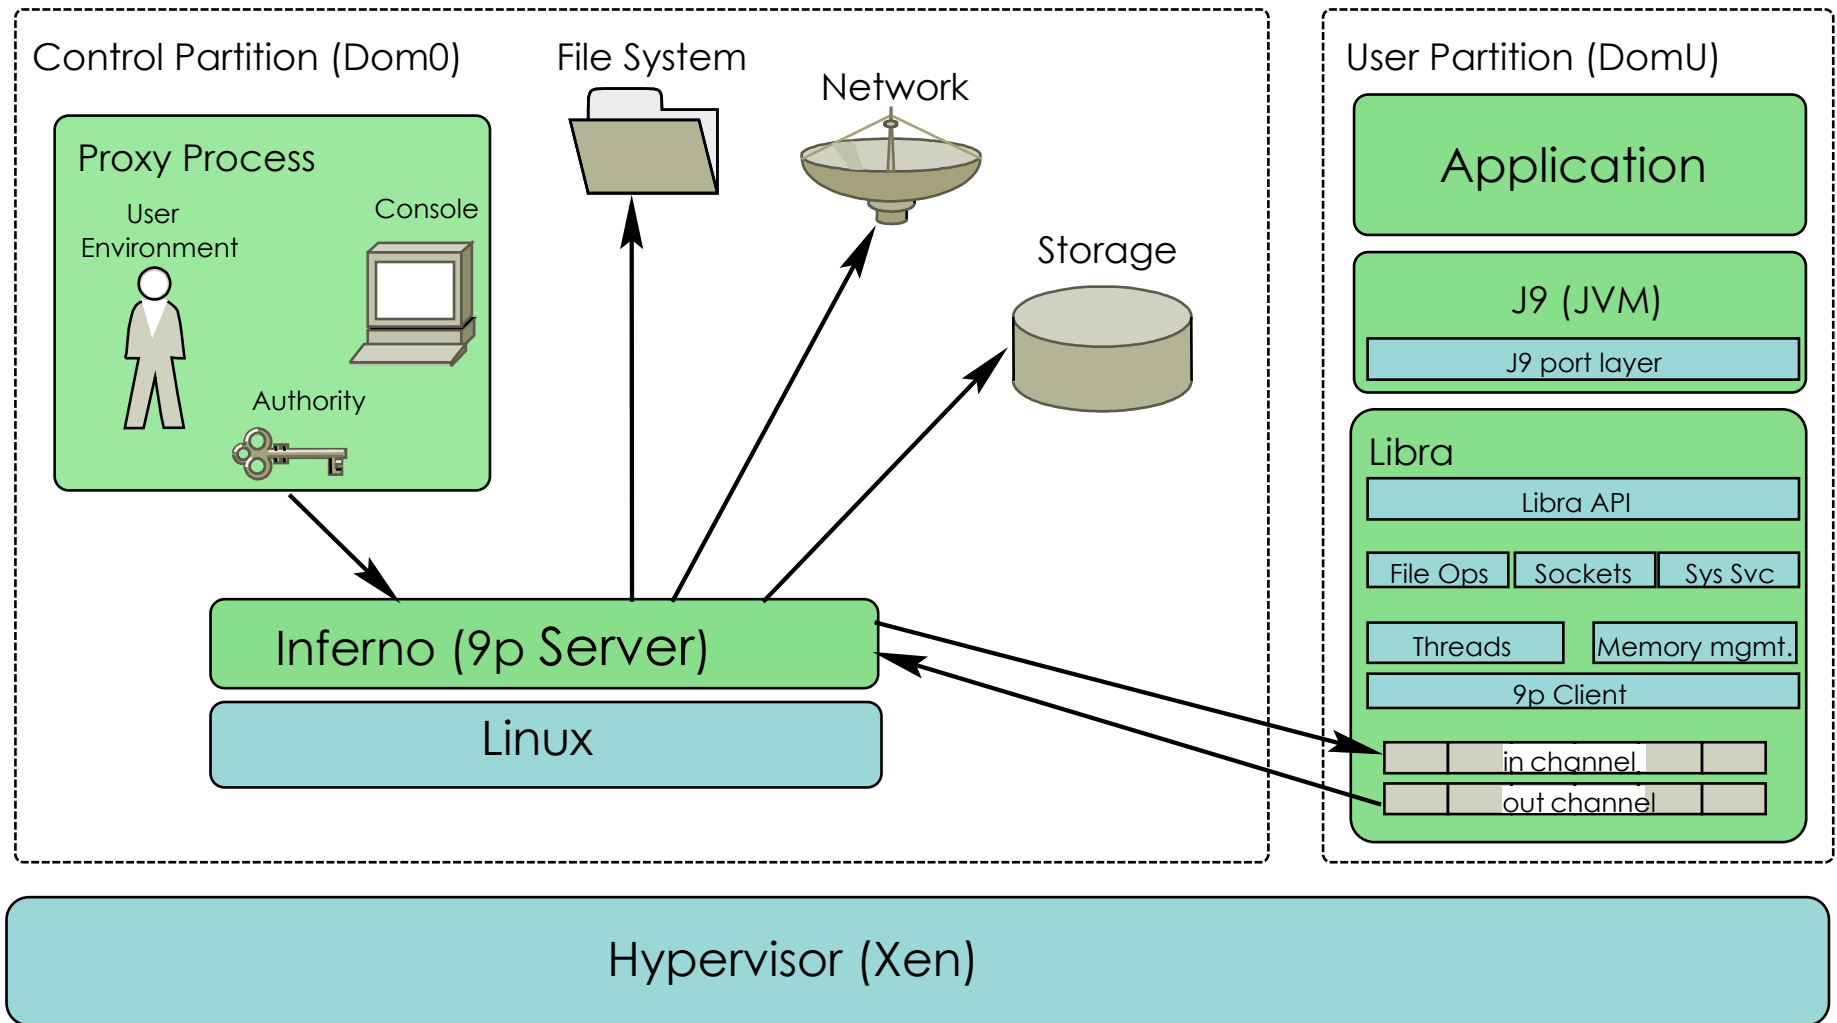 Control Partition (Dom0)
File System
Network
Storage
Proxy Process
User
Environment
Console
Authority
Inferno (9p Server)
Linux
User Partition (DomU)
Application
J9 (JVM)
J9 port layer
Libra
Libra API
File Ops
Sockets
Sys Svc
Threads
Memory mgmt.
9p Client
in channel
out channel
Hypervisor (Xen)